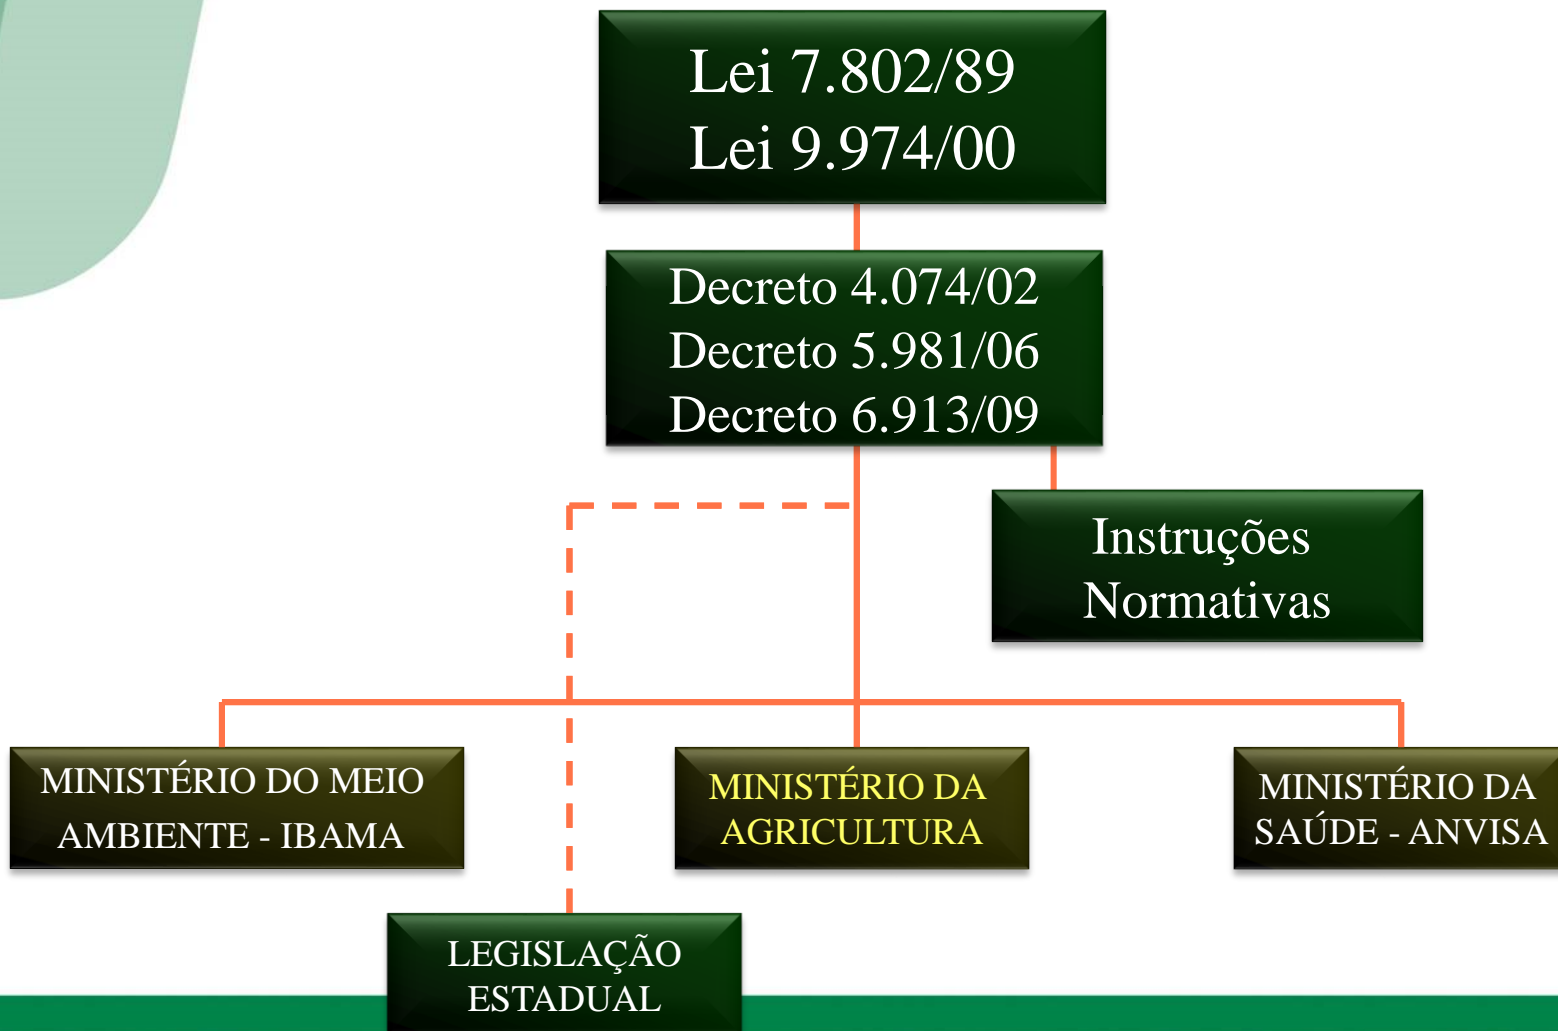 Lei 7.802/89
Lei 9.974/00
Decreto 4.074/02
Decreto 5.981/06
Decreto 6.913/09
Instruções
Normativas
MINISTÉRIO DO MEIO
AMBIENTE - IBAMA
MINISTÉRIO DA
AGRICULTURA
MINISTÉRIO DA
SAÚDE - ANVISA
LEGISLAÇÃO
ESTADUAL